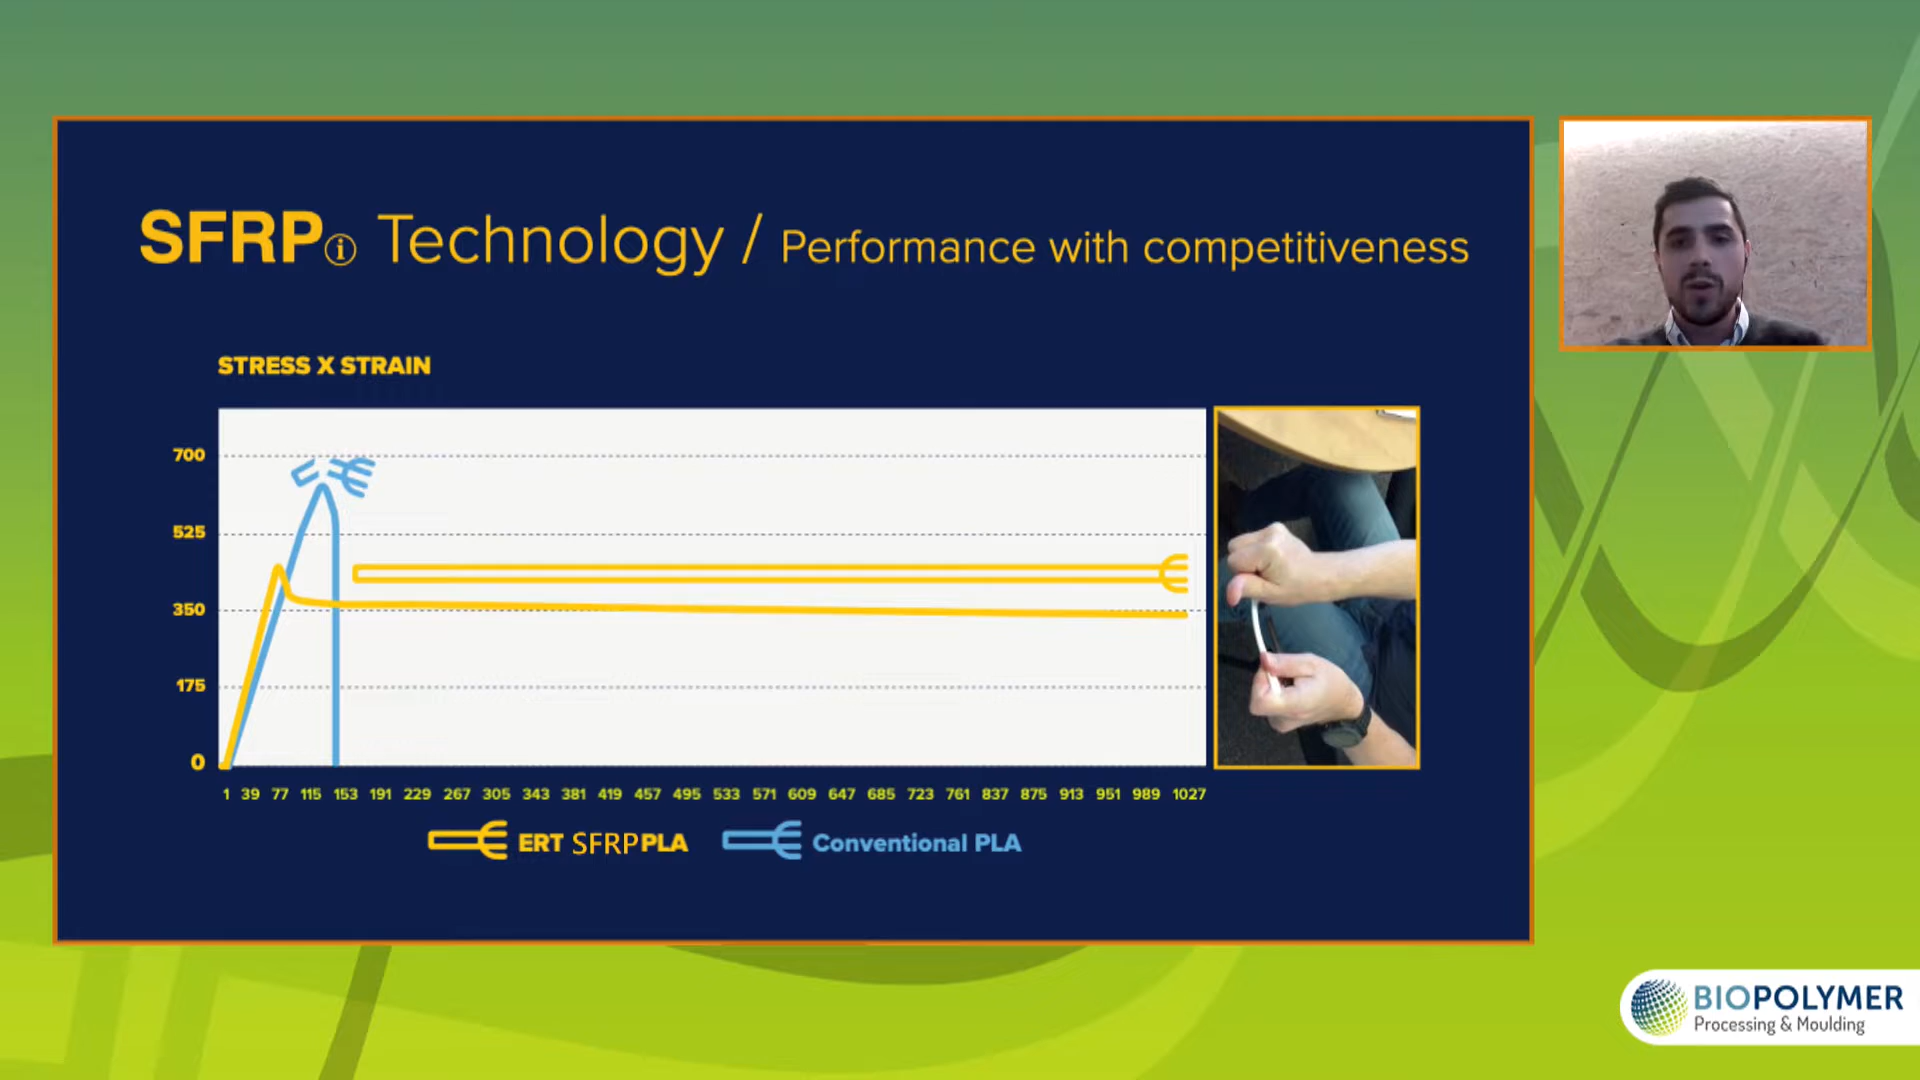 SFRPⓘ Technology / Performance with competitiveness
STRESS X STRAIN
700
525
350
175
0
1 39 77 115 153 191 229 267 305 343 381 419 457 495 533 571 609 647 685 723 761 837 875 913 951 989 1027
ERT SFRP PLA Conventional PLA
BIOPOLYMER
Processing & Moulding